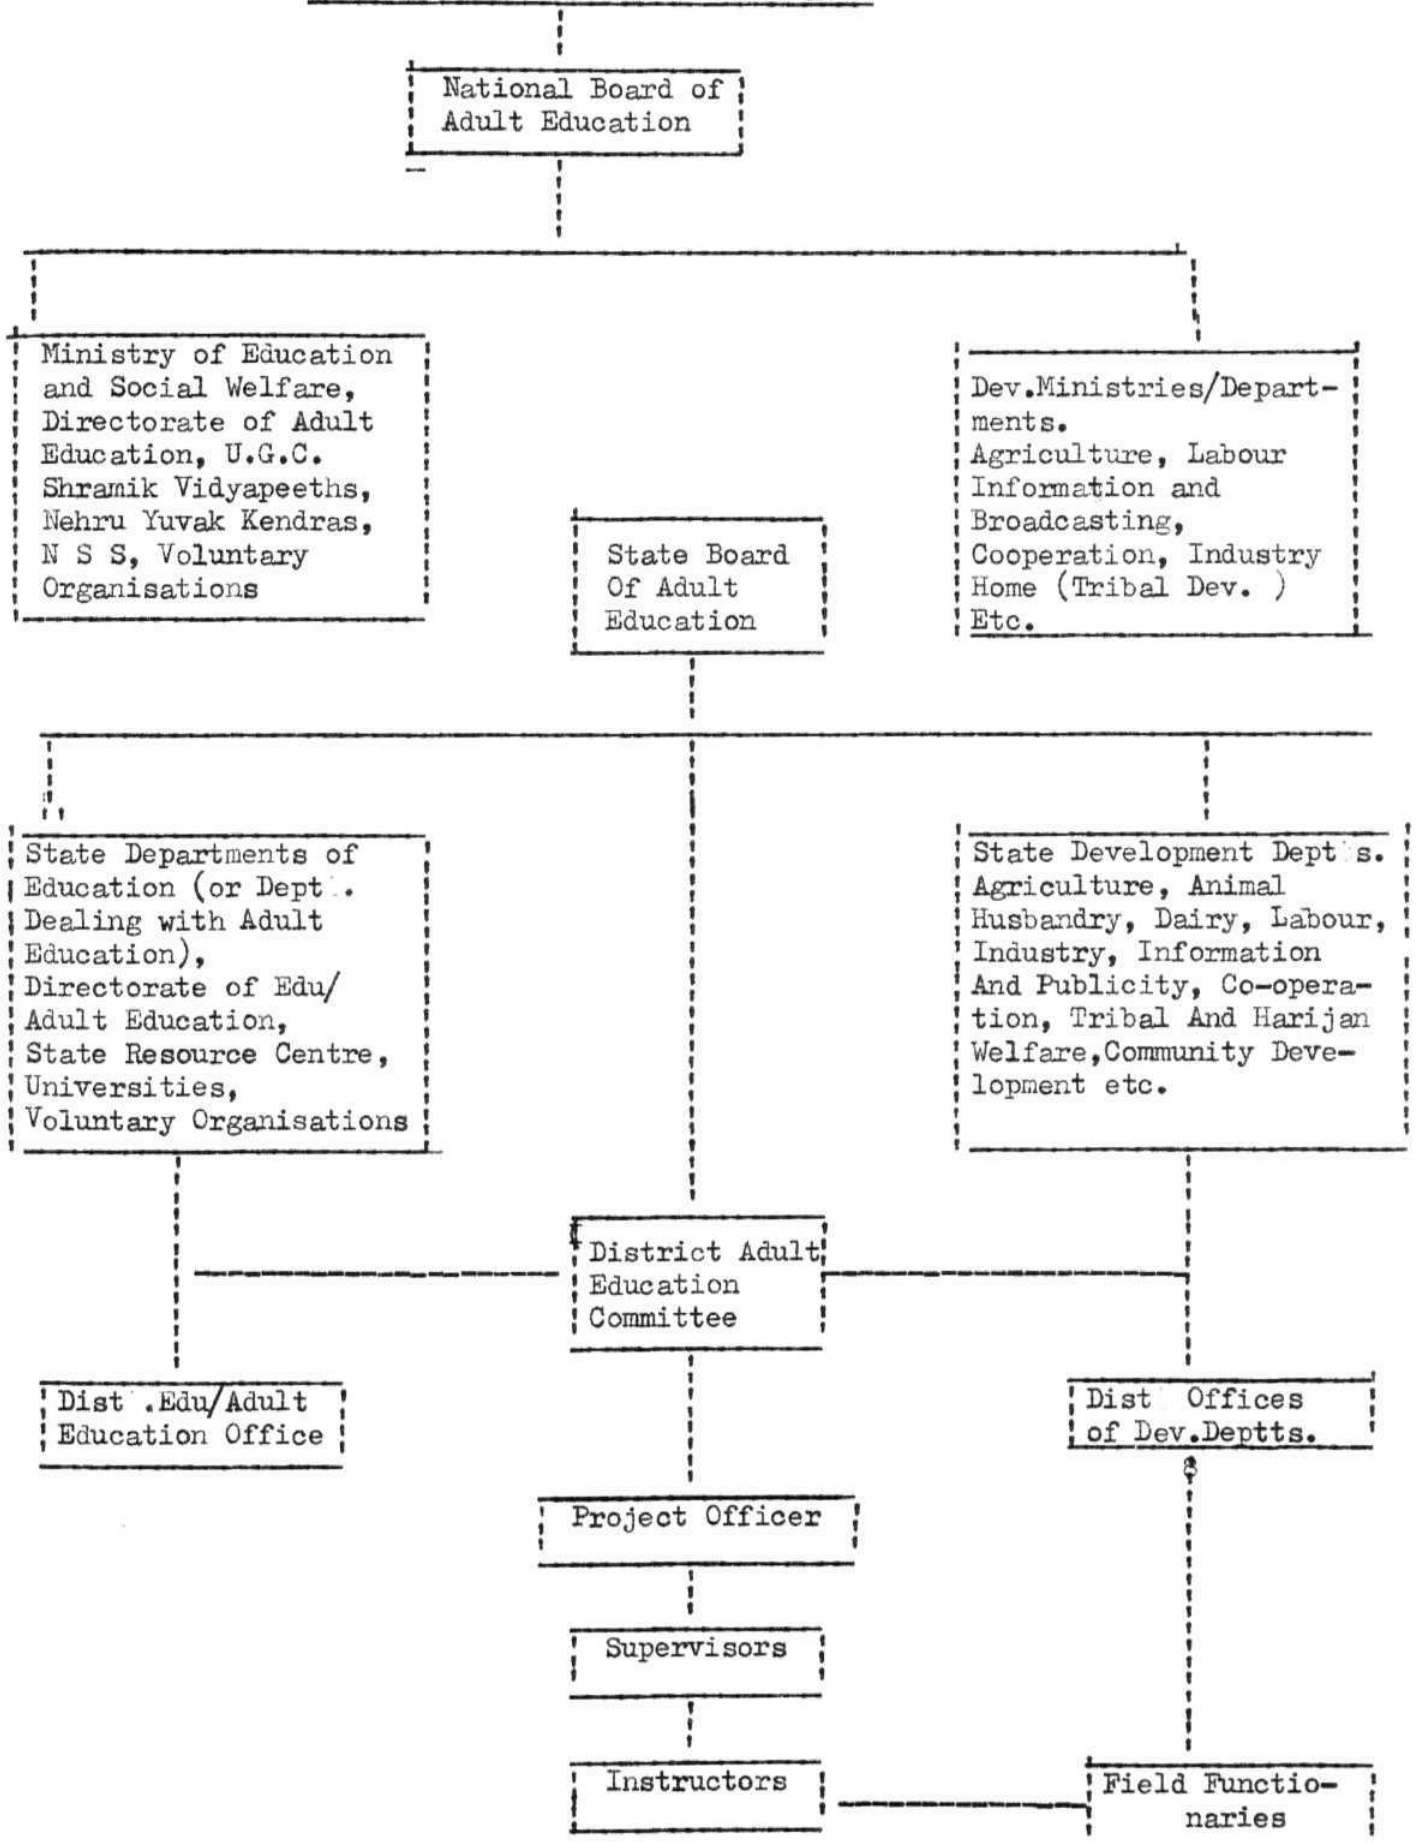 National Board of
Adult Education
Ministry of Education
and Social Welfare,
Directorate of Adult
Education, U.G.C.
Shramik Vidyapeeths,
Nehru Yuvak Kendras,
N S S, Voluntary
Organisations
Dev.Ministries/Depart-
ments.
Agriculture, Labour
Information and
Broadcasting,
Cooperation, Industry
Home (Tribal Dev. )
Etc.
State Board
Of Adult
Education
State Departments of
Education (or Dept .
Dealing with Adult
Education),
Directorate of Edu/
Adult Education,
State Resource Centre,
Universities,
Voluntary Organisations
State Development Dept s.
Agriculture, Animal
Husbandry, Dairy, Labour,
Industry, Information
And Publicity, Co-opera-
tion, Tribal And Harijan
Welfare,Community Deve-
lopment etc.
District Adult
Education
Committee
Dist .Edu/Adult
Education Office
Dist Offices
of Dev.Deptts.
Project Officer
Supervisors
Instructors
Field Functio-
naries